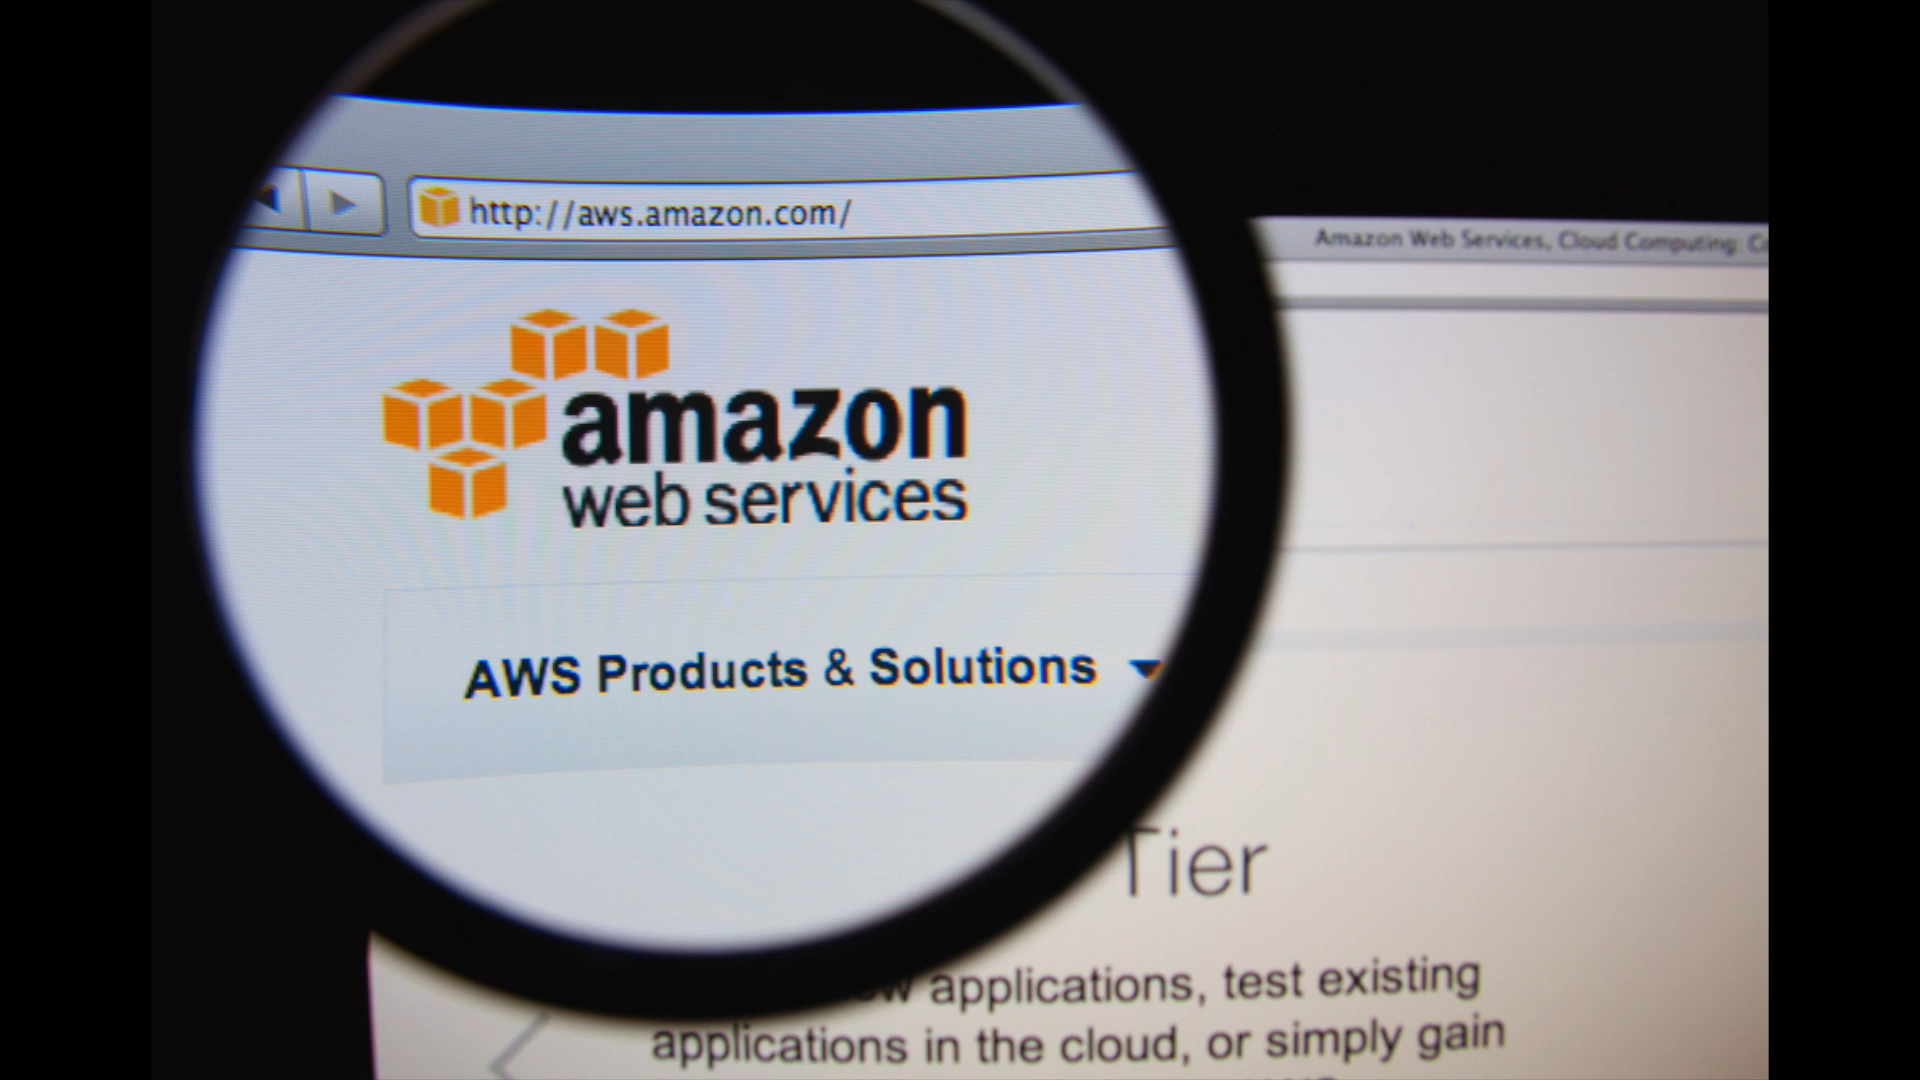 http://aws.amazon.com/
Amazon Web Services, Cloud Computing:
amazon
web services
AWS Products & Solutions
Tier
applications, test existing
applications in the cloud, or simply gain